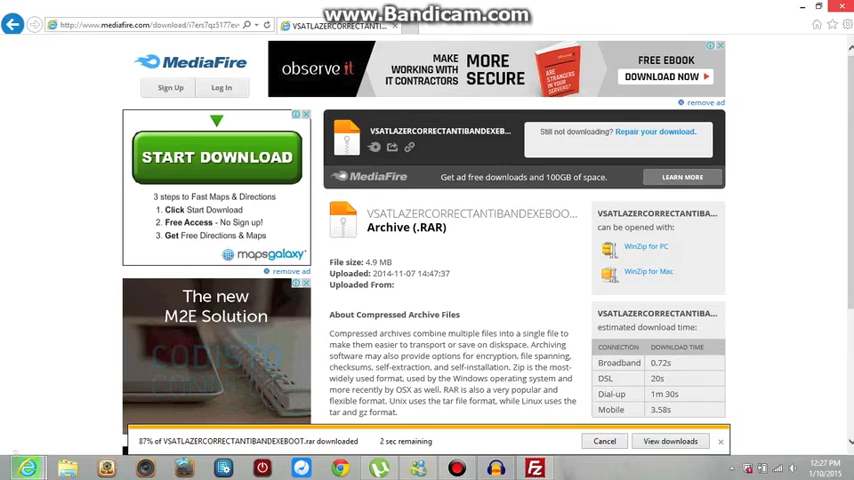 www.Bandicam.com
http://www.mediafire.com/download/i7ers7qz5177ev
VSATLAZERCORRECTANTI...
MediaFire
Sign Up
Log In
observe it
MAKE
WORKING WITH
IT CONTRACTORS
MORE
SECURE
ARE
STRANGERS
IN YOUR
SERVERS?
FREE EBOOK
DOWNLOAD NOW
remove ad
START DOWNLOAD
3 steps to Fast Maps & Directions
1. Click Start Download
2. Free Access - No Sign up!
3. Get Free Directions & Maps
mapsgalaxy
remove ad
VSATLAZERCORRECTANTIBANDEXEB...
Still not downloading? Repair your download.
MediaFire
Get ad free downloads and 100GB of space.
LEARN MORE
VSATLAZERCORRECTANTIBANDEXEBOO...
Archive (.RAR)
File size: 4.9 MB
Uploaded: 2014-11-07 14:47:37
Uploaded From:
About Compressed Archive Files
Compressed archives combine multiple files into a single file to
make them easier to transport or save on diskspace. Archiving
software may also provide options for encryption, file spanning,
checksums, self-extraction, and self-installation. Zip is the most-
widely used format, used by the Windows operating system and
more recently by OSX as well. RAR is also a very popular and
flexible format. Unix uses the tar file format, while Linux uses the
tar and gz format.
VSATLAZERCORRECTANTIBA...
can be opened with:
WinZip for PC
WinZip for Mac
VSATLAZERCORRECTANTIBA...
estimated download time:
CONNECTION DOWNLOAD TIME
Broadband 0.72s
DSL 20s
Dial-up 1m 30s
Mobile 3.58s
The new
M2E Solution
CODISTO
CONNECT
87% of VSATLAZERCORRECTANTIBANDEXEBOOT.rar downloaded
2 sec remaining
Cancel
View downloads
12:27 PM
1/10/2015